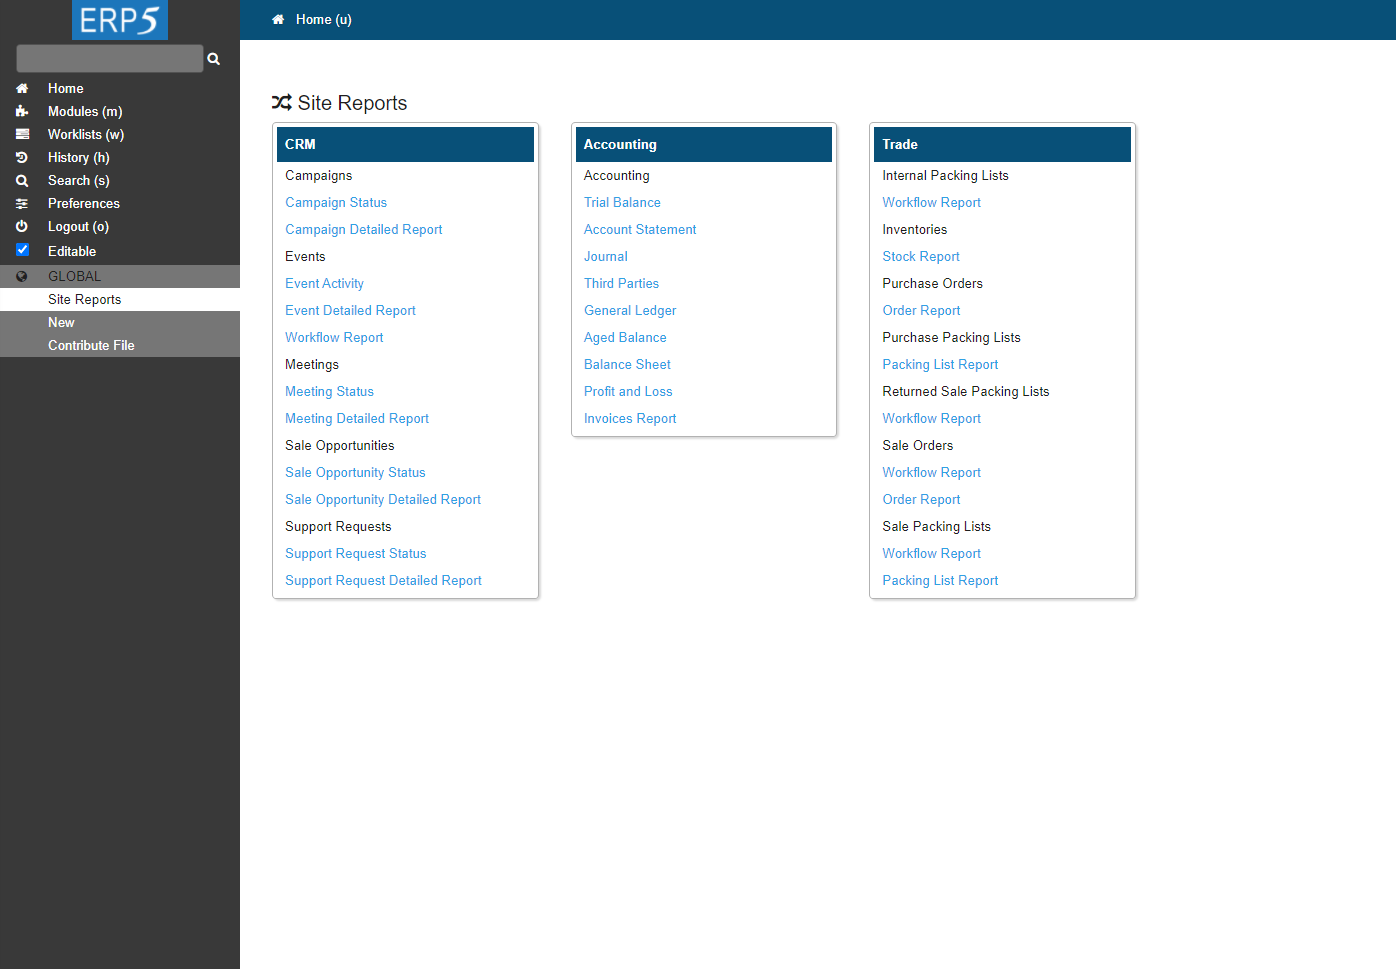 ERP5
Home (u)
Home
Modules (m)
Worklists (w)
History (h)
Search (s)
Preferences
Logout (o)
Editable
GLOBAL
Site Reports
New
Contribute File
Site Reports
CRM
Campaigns
Campaign Status
Campaign Detailed Report
Events
Event Activity
Event Detailed Report
Workflow Report
Meetings
Meeting Status
Meeting Detailed Report
Sale Opportunities
Sale Opportunity Status
Sale Opportunity Detailed Report
Support Requests
Support Request Status
Support Request Detailed Report
Accounting
Accounting
Trial Balance
Account Statement
Journal
Third Parties
General Ledger
Aged Balance
Balance Sheet
Profit and Loss
Invoices Report
Trade
Internal Packing Lists
Workflow Report
Inventories
Stock Report
Purchase Orders
Order Report
Purchase Packing Lists
Packing List Report
Returned Sale Packing Lists
Workflow Report
Sale Orders
Workflow Report
Order Report
Sale Packing Lists
Workflow Report
Packing List Report